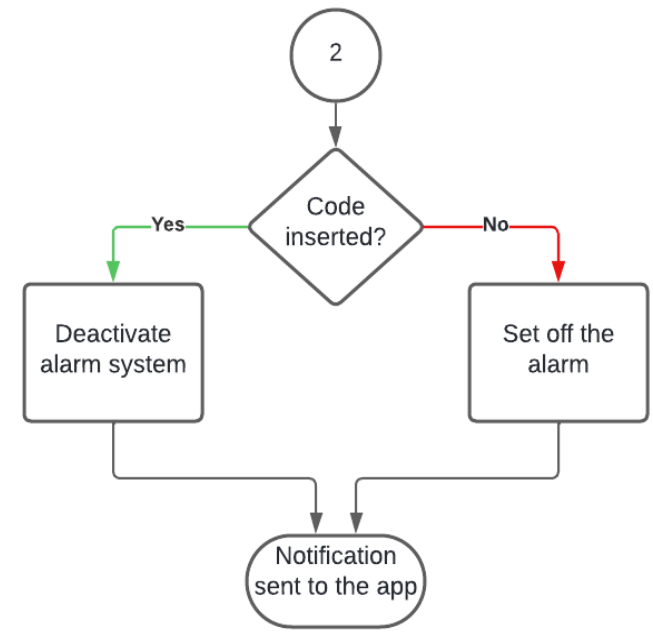 2
Code
inserted?
Yes
No
Deactivate
alarm system
Set off the
alarm
Notification
sent to the app